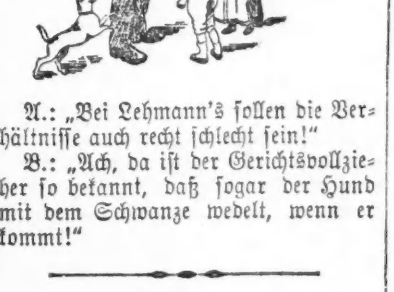 A.: „Bei Lehmann's sollen die Ver=
hältnisse auch recht schlecht sein!"
B.: „Ach, da ist der Gerichtsvollzie=
her so bekannt, daß sogar der Hund
mit dem Schwanze wedelt, wenn er
kommt!"